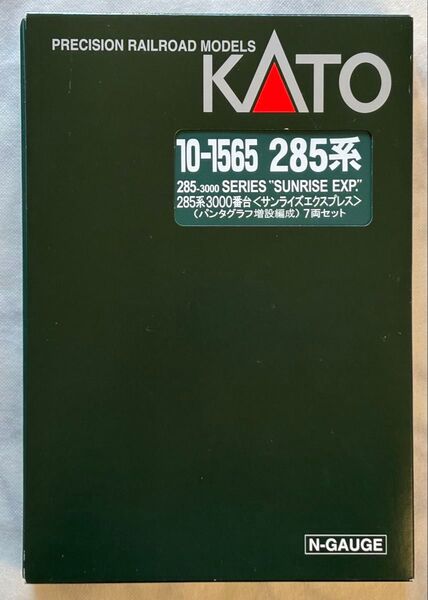 PRECISION RAILROAD MODELS
KATO
10-1565 285系
285-3000 SERIES "SUNRISE EXP."
285系3000番台<サンライズエクスプレス>
(パンタグラフ増設編成)7両セット
N-GAUGE